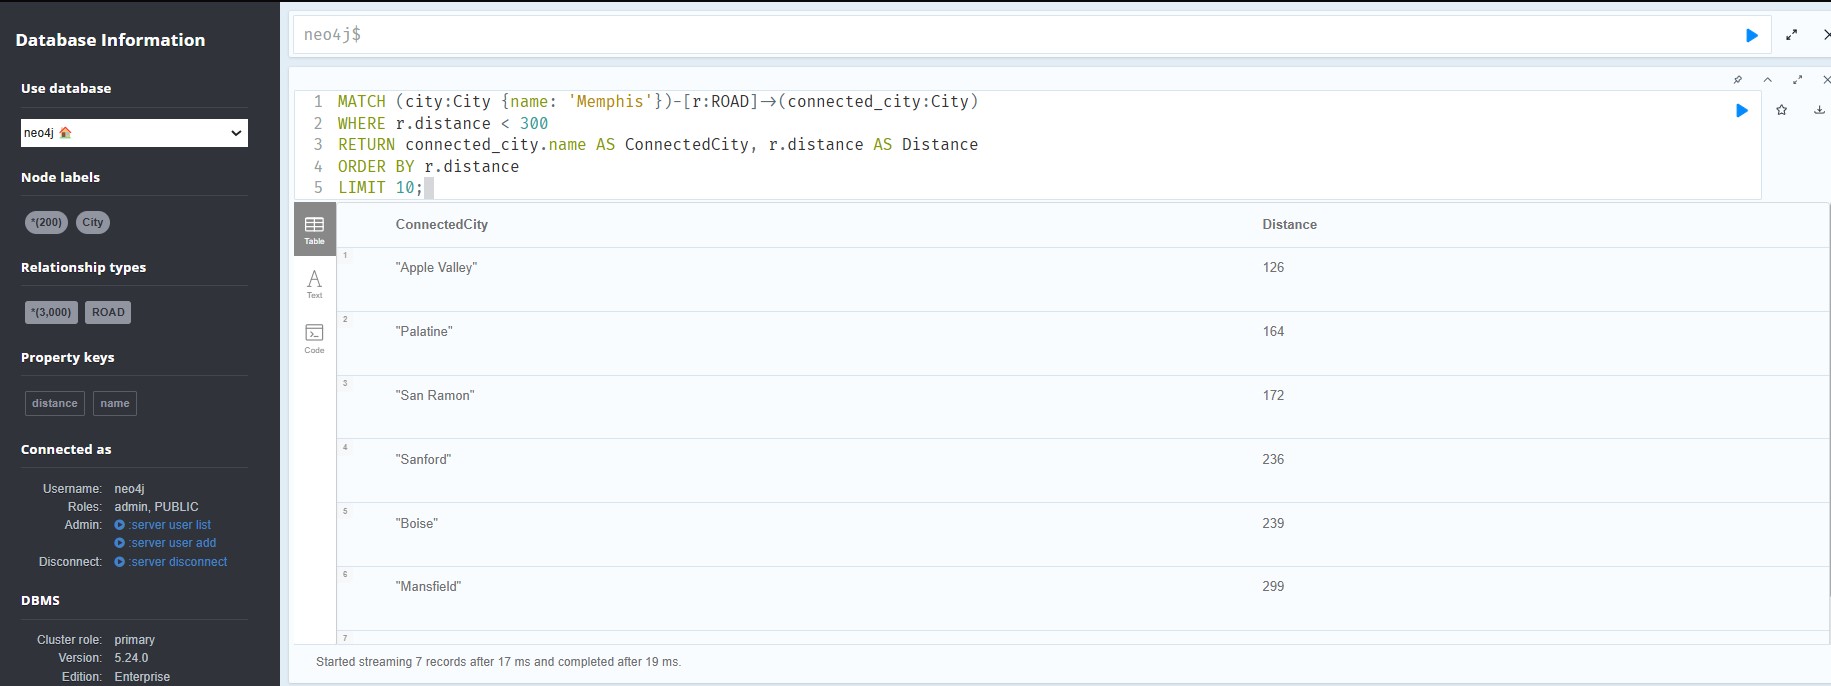 Database Information
Use database
neo4j
Node labels
*(200) City
Relationship types
*(3,000) ROAD
Property keys
distance name
Connected as
Username: neo4j
Roles: admin, PUBLIC
Admin: :server user list
:server user add
Disconnect: :server disconnect
DBMS
Cluster role: primary
Version: 5.24.0
Edition: Enterprise
neo4j$
1 MATCH (city:City {name: 'Memphis'})-[r:ROAD]→(connected_city:City)
2 WHERE r.distance < 300
3 RETURN connected_city.name AS ConnectedCity, r.distance AS Distance
4 ORDER BY r.distance
5 LIMIT 10;
Table
Text
Code
ConnectedCity Distance
1 "Apple Valley" 126
2 "Palatine" 164
3 "San Ramon" 172
4 "Sanford" 236
5 "Boise" 239
6 "Mansfield" 299
7
Started streaming 7 records after 17 ms and completed after 19 ms.